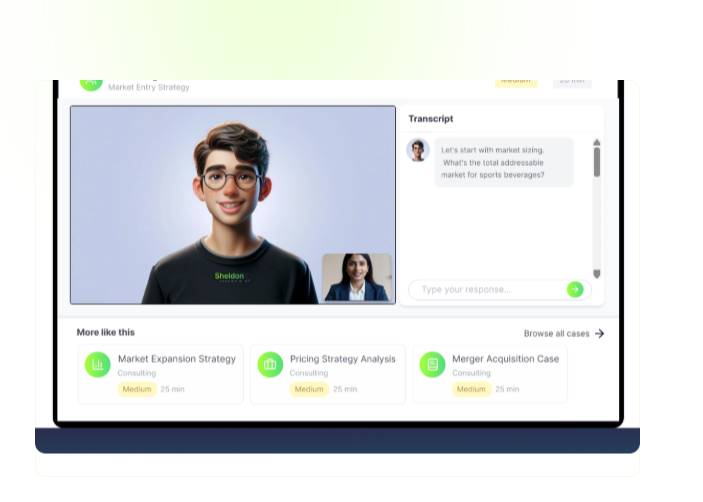 Market Entry Strategy
Medium
20 min
Transcript
Let's start with market sizing.
What's the total addressable
market for sports beverages?
Sheldon
Type your response...
More like this
Browse all cases
Market Expansion Strategy
Consulting
Medium 25 min
Pricing Strategy Analysis
Consulting
Medium 25 min
Merger Acquisition Case
Consulting
Medium 25 min